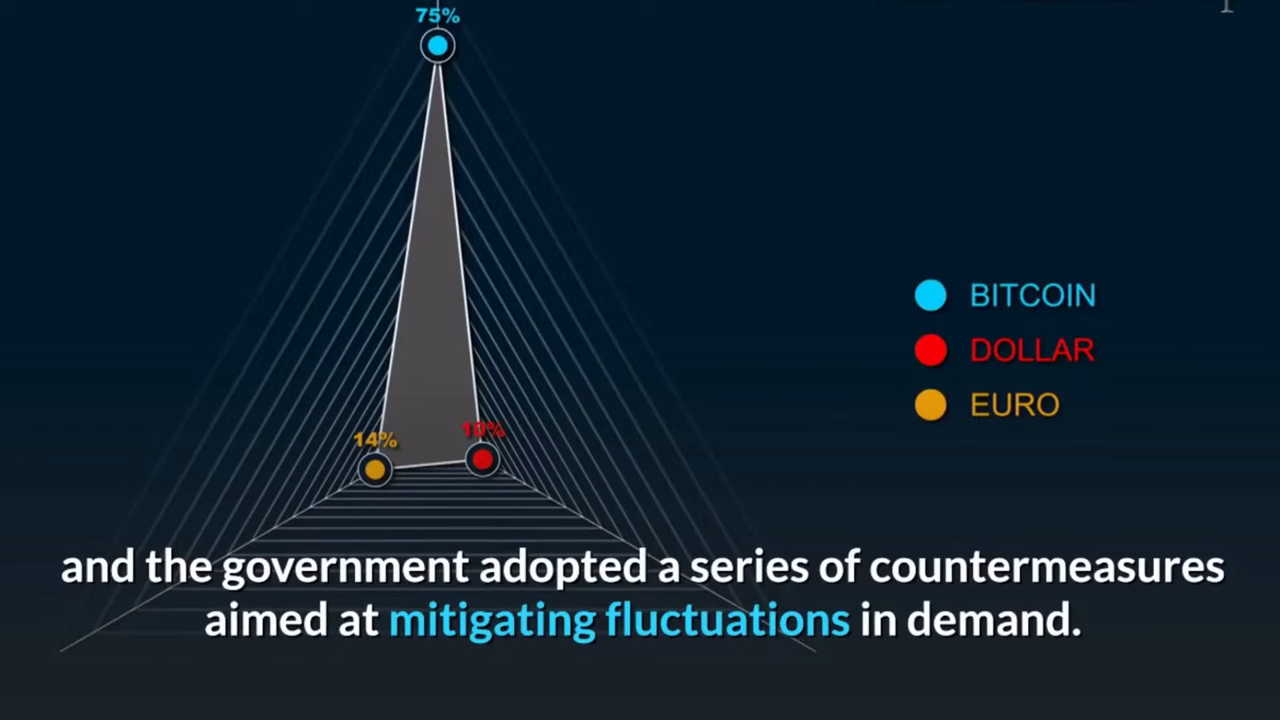 75%
BITCOIN
DOLLAR
EURO
14%
10%
and the government adopted a series of countermeasures
aimed at mitigating fluctuations in demand.